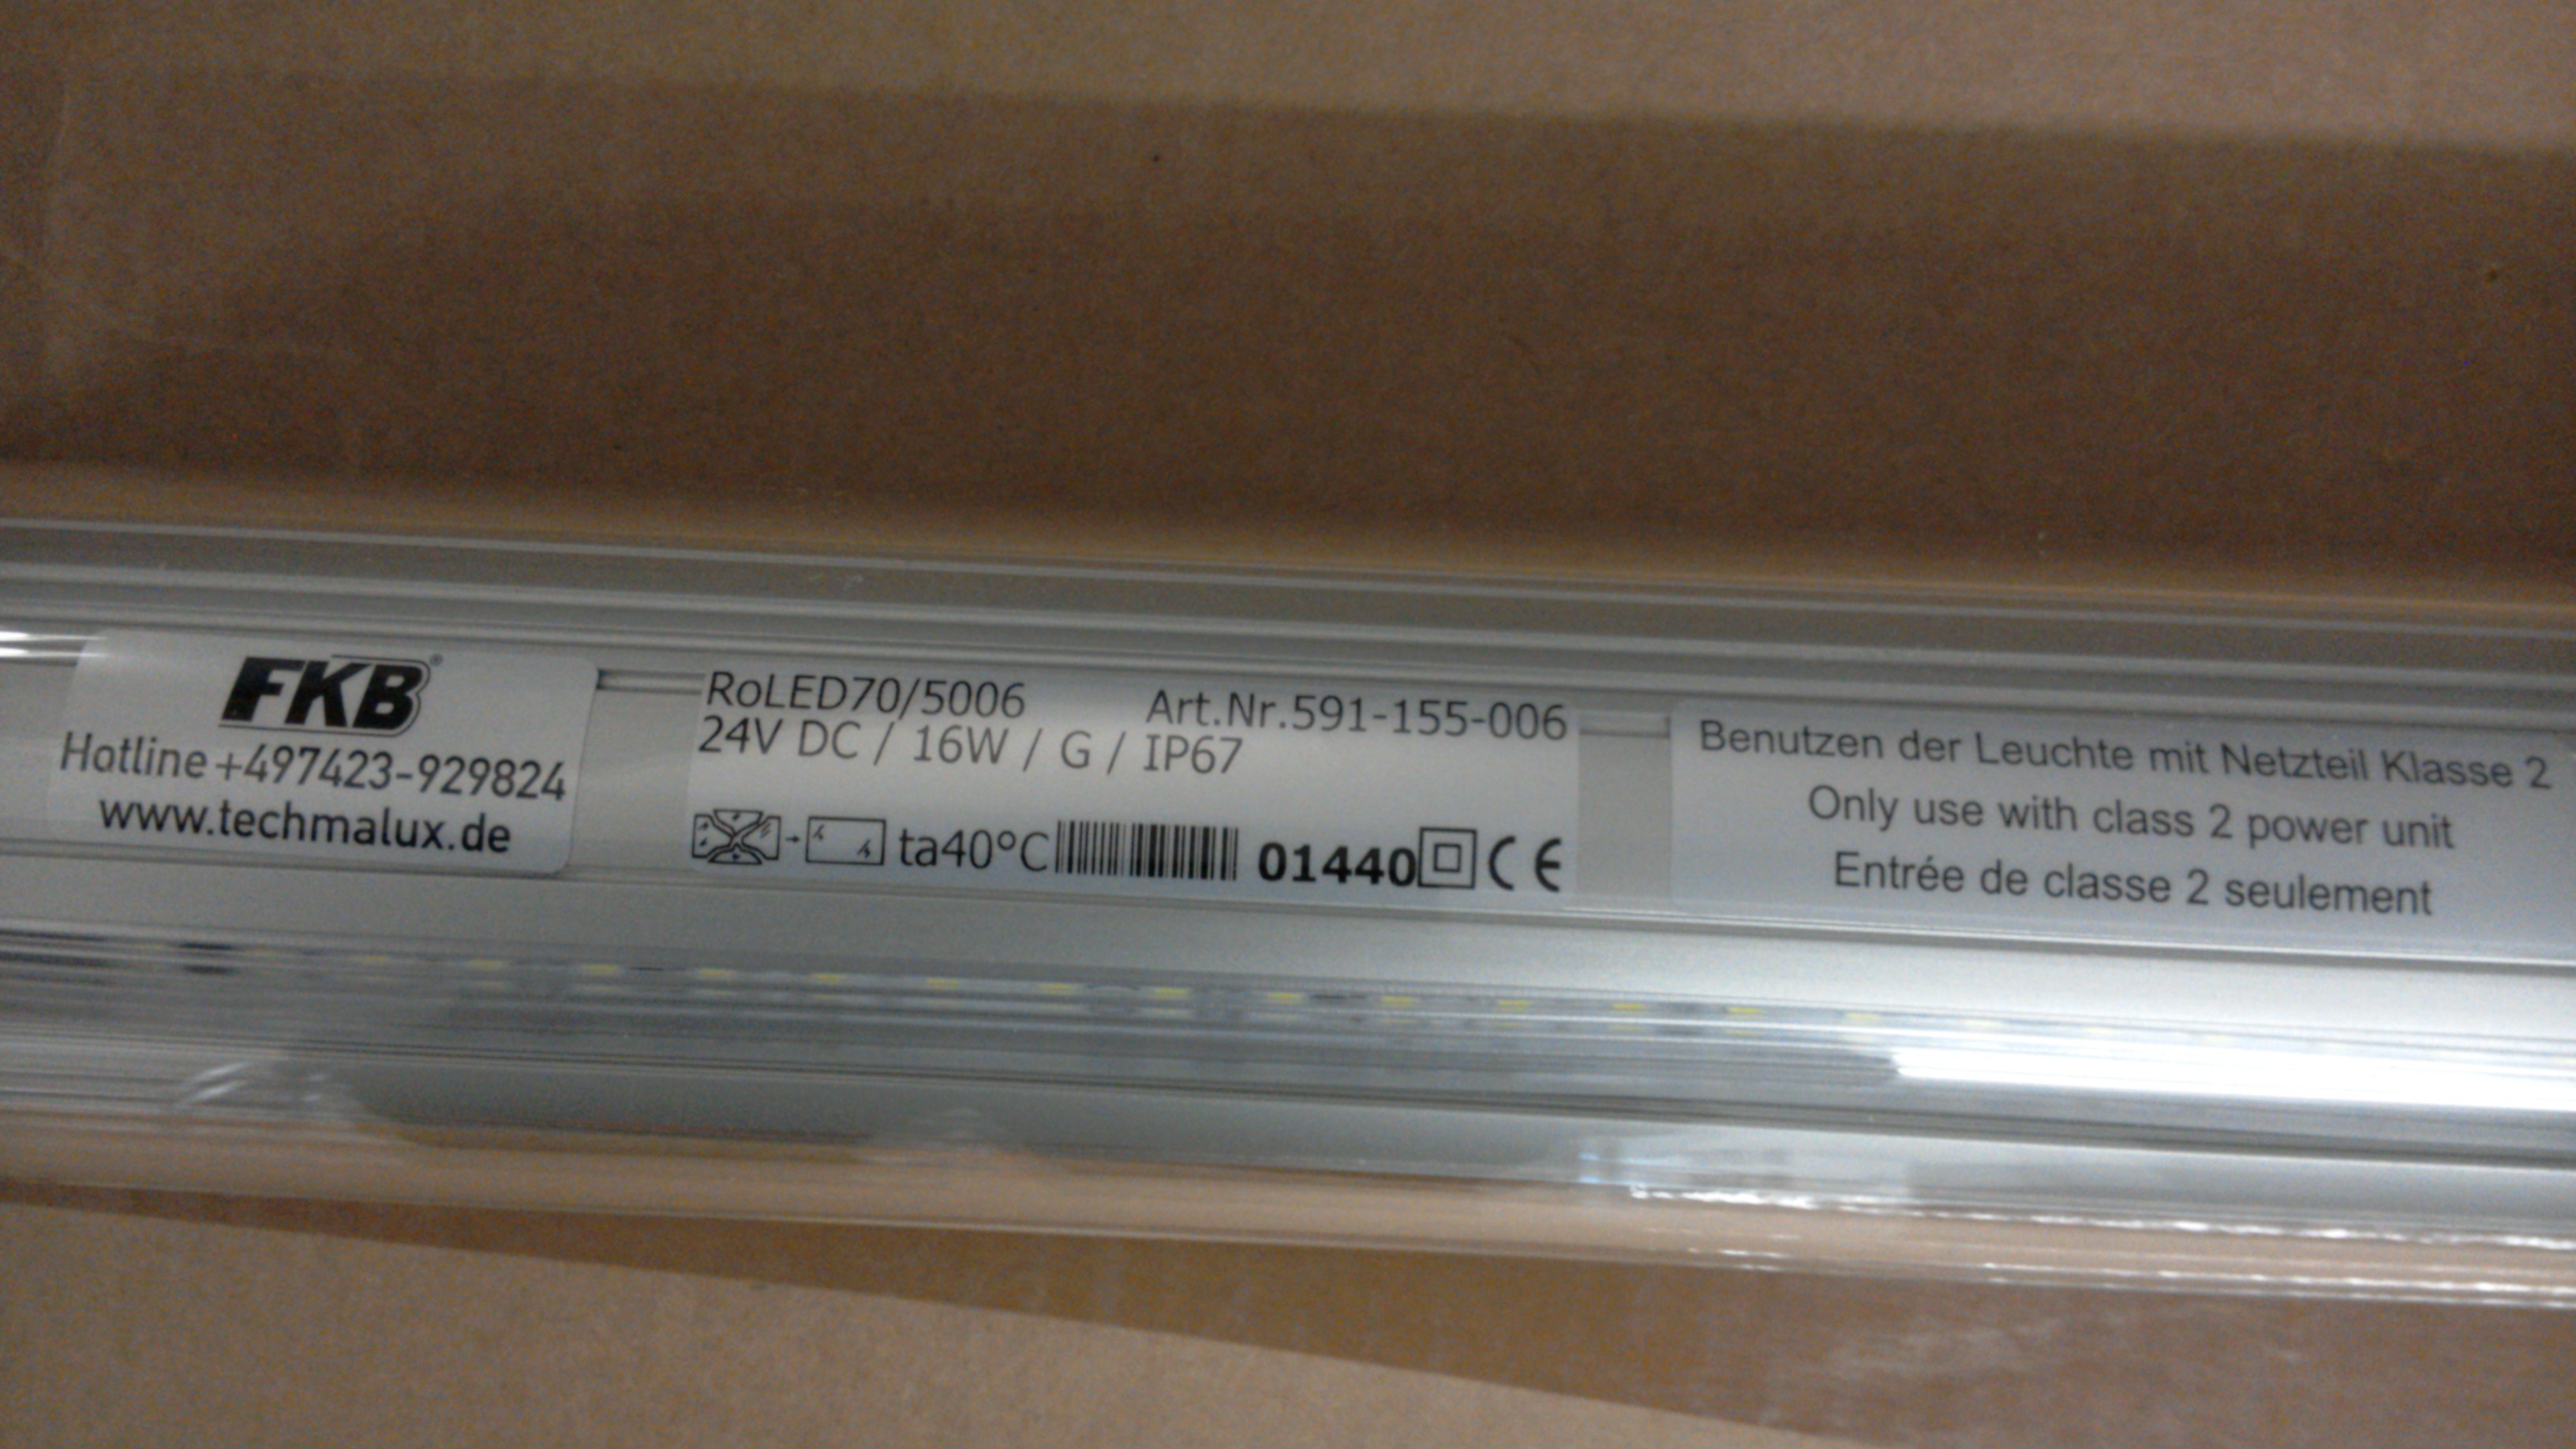 FKB®
Hotline +497423-929824
www.techmalux.de
RoLED70/5006 Art.Nr.591-155-006
24V DC / 16W / G / IP67
ta40°C 01440 CE
Benutzen der Leuchte mit Netzteil Klasse 2
Only use with class 2 power unit
Entrée de classe 2 seulement